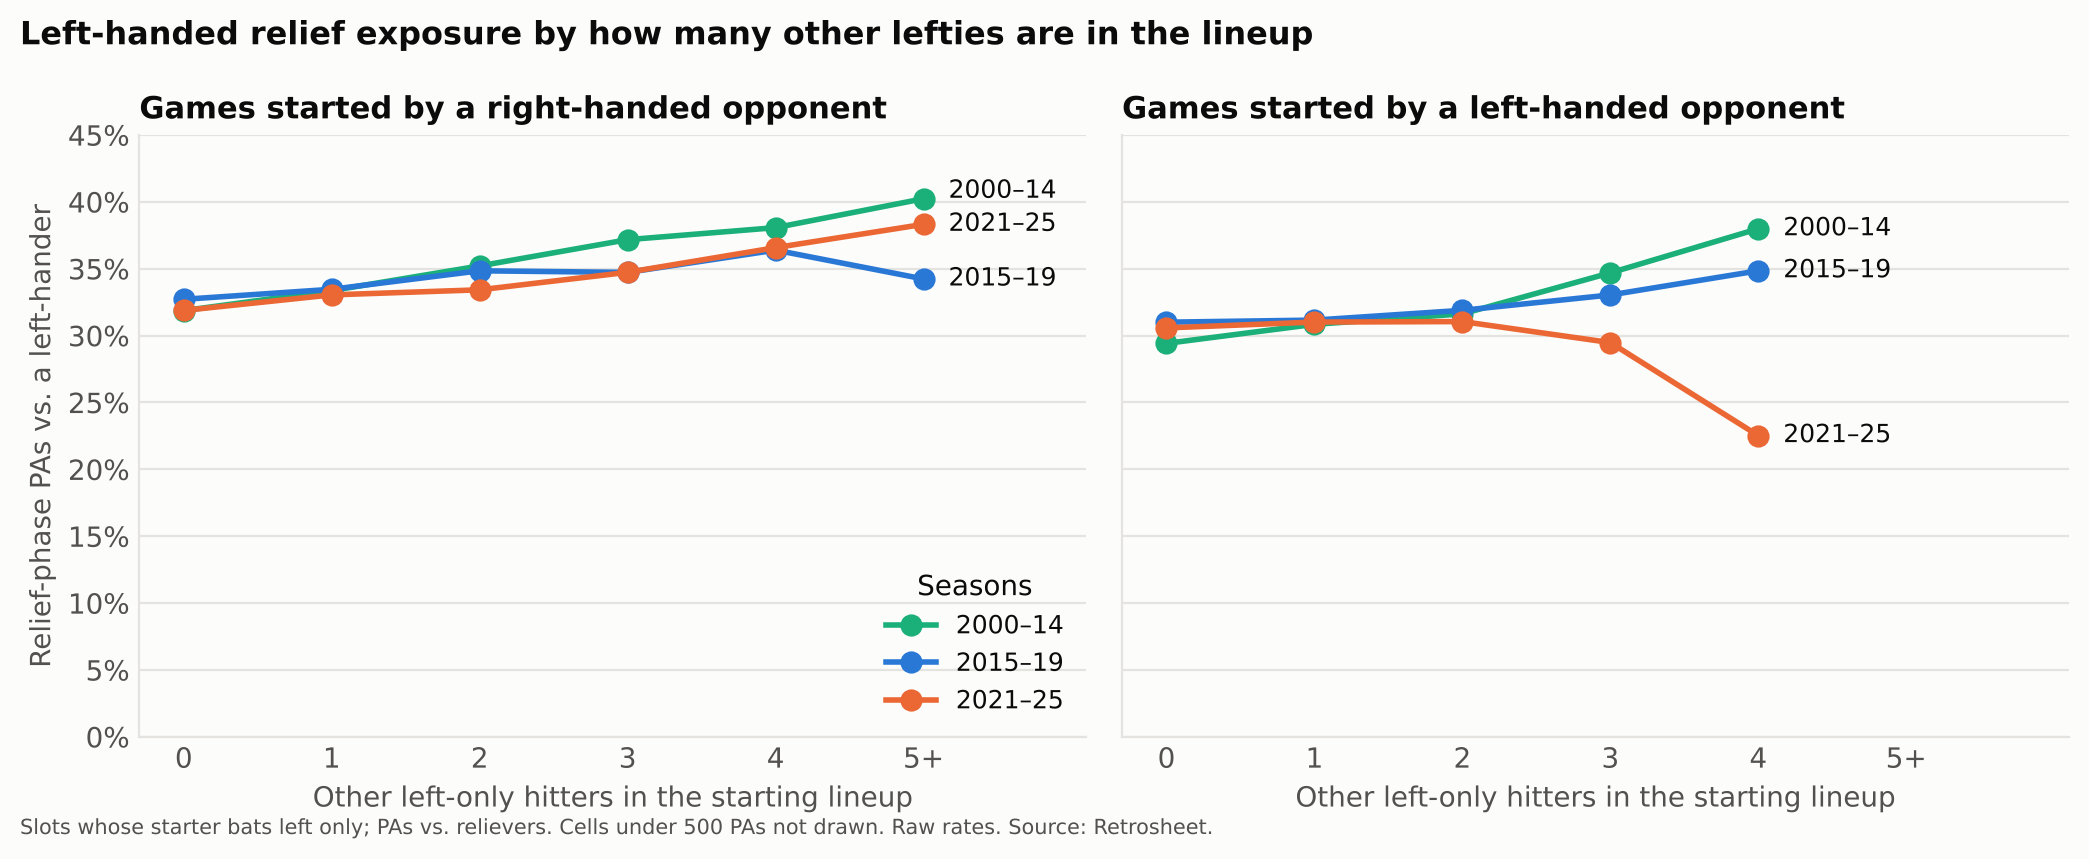 Left-handed relief exposure by how many other lefties are in the lineup
Games started by a right-handed opponent
Relief-phase PAs vs. a left-hander
45%
40%
35%
30%
25%
20%
15%
10%
5%
0%
2000–14
2021–25
2015–19
Seasons
2000–14
2015–19
2021–25
0 1 2 3 4 5+
Other left-only hitters in the starting lineup
Games started by a left-handed opponent
2000–14
2015–19
2021–25
0 1 2 3 4 5+
Other left-only hitters in the starting lineup
Slots whose starter bats left only; PAs vs. relievers. Cells under 500 PAs not drawn. Raw rates. Source: Retrosheet.